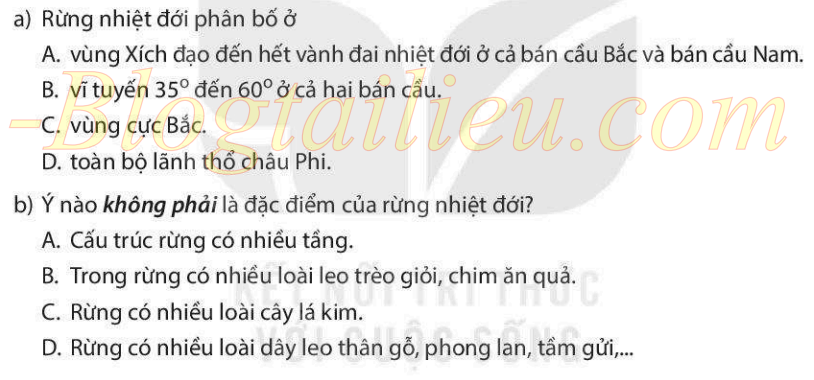 a) Rừng nhiệt đới phân bố ở
A. vùng Xích đạo đến hết vành đai nhiệt đới ở cả bán cầu Bắc và bán cầu Nam.
B. vĩ tuyến 35⁰ đến 60⁰ ở cả hai bán cầu.
-Blogtailieu.com
C. vùng cực Bắc.
D. toàn bộ lãnh thổ châu Phi.
b) Ý nào không phải là đặc điểm của rừng nhiệt đới?
A. Cấu trúc rừng có nhiều tầng.
B. Trong rừng có nhiều loài leo trèo giỏi, chim ăn quả.
KẾT NỐI TRI THỨC
C. Rừng có nhiều loài cây lá kim.
VỚI CUỘC SỐNG
D. Rừng có nhiều loài dây leo thân gỗ, phong lan, tầm gửi,...